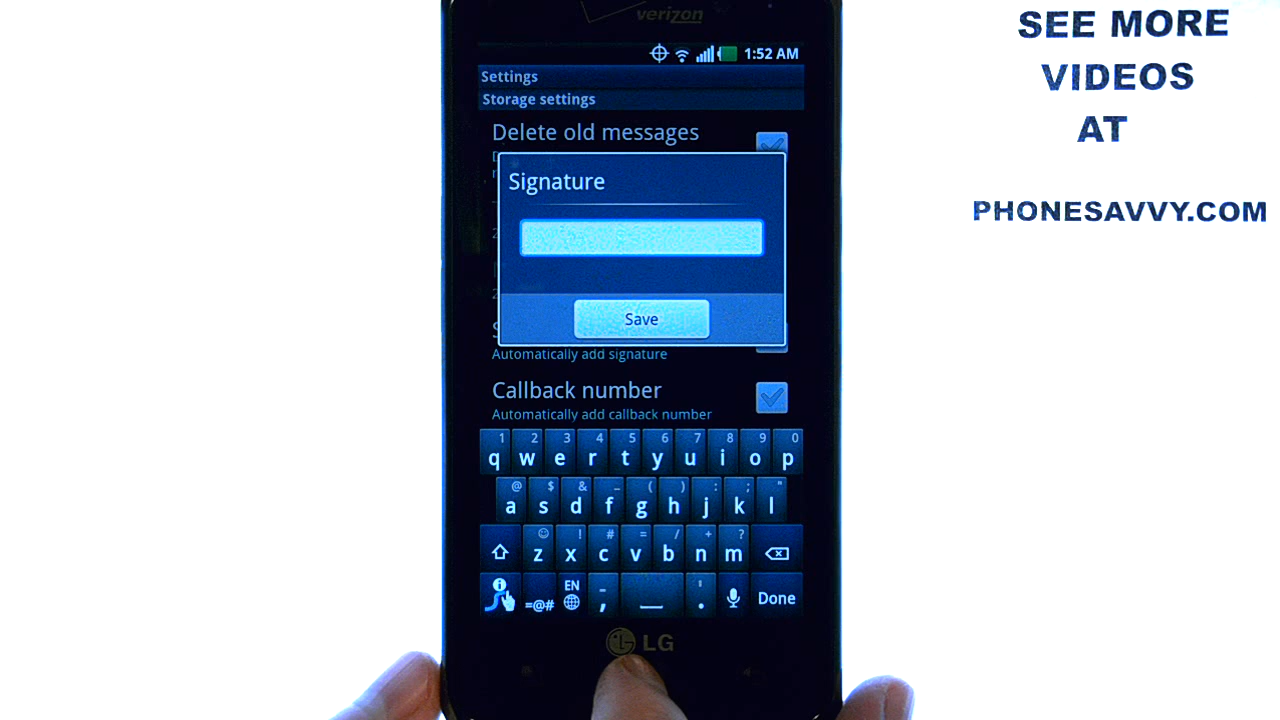 verizon
SEE MORE
VIDEOS
AT
PHONESAVVY.COM
1:52 AM
Settings
Storage settings
Delete old messages
Signature
Save
Automatically add signature
Callback number
Automatically add callback number
1 2 3 4 5 6 7 8 9 0
q w e r t y u i o p
@ $ & _ ( ) : ; "
a s d f g h j k l
! # = / + ?
z x c v b n m
EN
=@# , . Done
LG